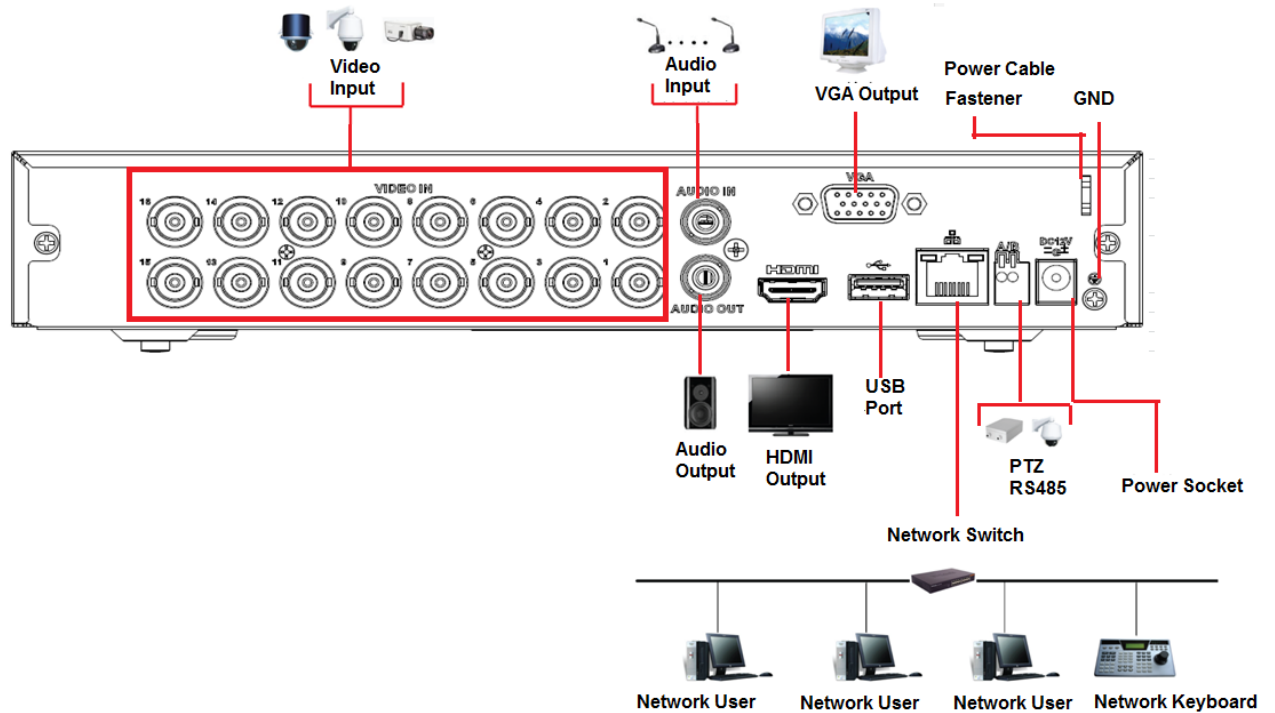 Video
Input
Audio
Input
VGA Output
Power Cable
Fastener
GND
VIDEO IN
16 14 12 10 8 6 4 2
15 13 11 9 7 5 3 1
AUDIO IN
AUDIO OUT
VGA
HDMI
A/B
DC12V
Audio
Output
HDMI
Output
USB
Port
PTZ
RS485
Power Socket
Network Switch
Network User
Network User
Network User
Network Keyboard